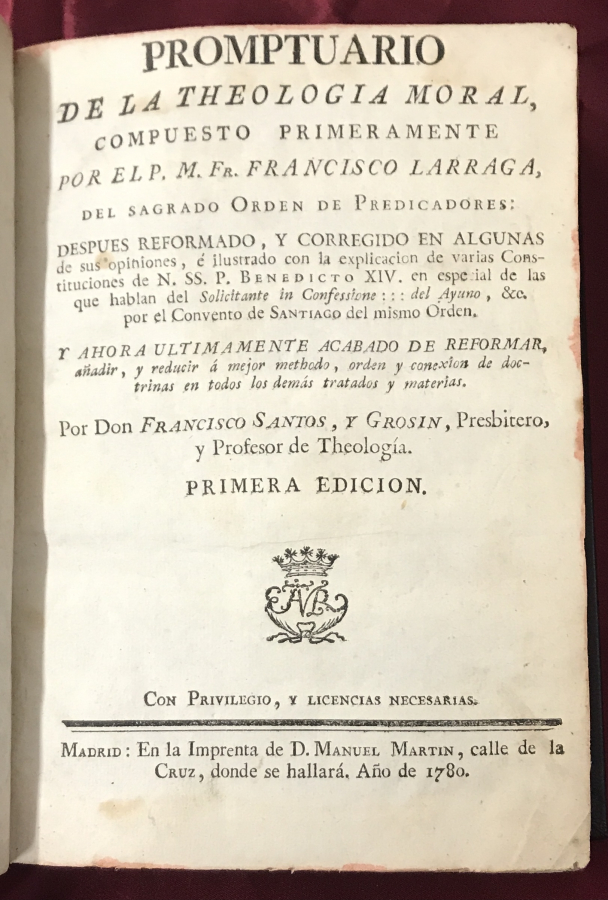 PROMPTUARIO
DE LA THEOLOGIA MORAL,
COMPUESTO PRIMERAMENTE
POR EL P. M. FR. FRANCISCO LARRAGA,
DEL SAGRADO ORDEN DE PREDICADORES:
DESPUES REFORMADO, Y CORREGIDO EN ALGUNAS
de sus opiniones, é ilustrado con la explicacion de varias Cons-
tituciones de N. SS. P. BENEDICTO XIV. en especial de las
que hablan del Solicitante in Confessione::: del Ayuno, &c.
por el Convento de SANTIAGO del mismo Orden.
Y AHORA ULTIMAMENTE ACABADO DE REFORMAR,
añadir, y reducir á mejor methodo, orden y conexîon de doc-
trinas en todos los demás tratados y materias.
Por Don FRANCISCO SANTOS, Y GROSIN, Presbitero,
y Profesor de Theología.
PRIMERA EDICION.
CON PRIVILEGIO, Y LICENCIAS NECESARIAS.
MADRID: En la Imprenta de D. MANUEL MARTIN, calle de la
CRUZ, donde se hallará. Año de 1780.